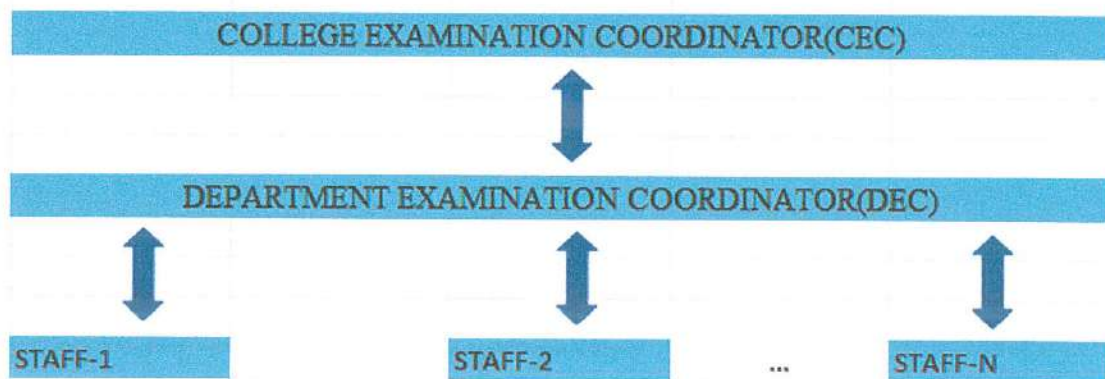 COLLEGE EXAMINATION COORDINATOR(CEC)
DEPARTMENT EXAMINATION COORDINATOR(DEC)
STAFF-1 STAFF-2 ... STAFF-N